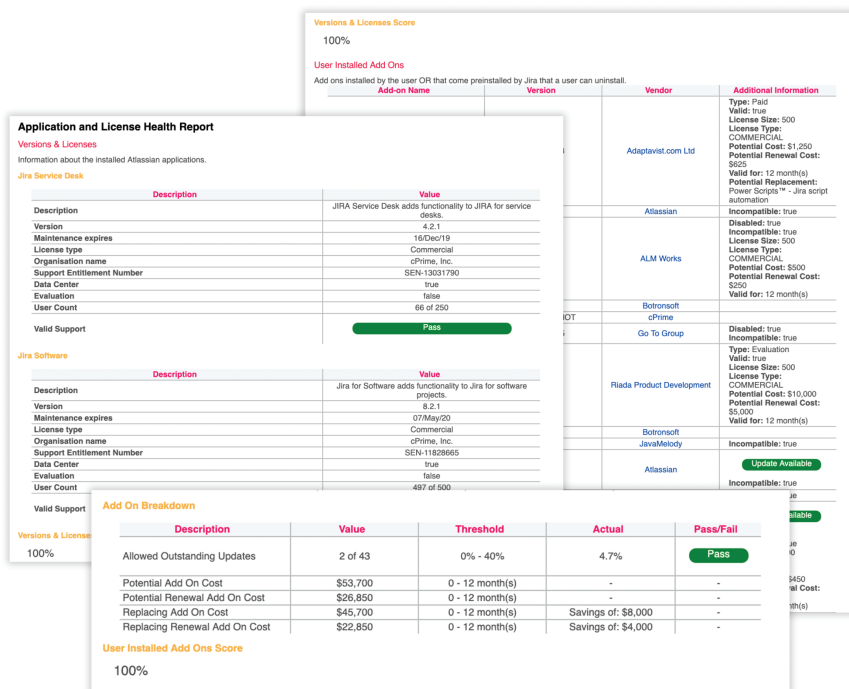 Versions & Licenses Score
100%
User Installed Add Ons
Add ons installed by the user OR that come preinstalled by Jira that a user can uninstall.
Add-on Name Version Vendor Additional Information
Adaptavist.com Ltd
Type: Paid
Valid: true
License Size: 500
License Type:
COMMERCIAL
Potential Cost: $1,250
Potential Renewal Cost:
$625
Valid for: 12 month(s)
Potential Replacement:
Power Scripts™ - Jira script
automation
Atlassian Incompatible: true
ALM Works
Disabled: true
Incompatible: true
License Size: 500
License Type:
COMMERCIAL
Potential Cost: $500
Potential Renewal Cost:
$250
Valid for: 12 month(s)
Botronsoft
cPrime
Go To Group
Disabled: true
Incompatible: true
Riada Product Development
Type: Evaluation
Valid: true
License Size: 500
License Type:
COMMERCIAL
Potential Cost: $10,000
Potential Renewal Cost:
$5,000
Valid for: 12 month(s)
Botronsoft
JavaMelody Incompatible: true
Atlassian
Update Available
Incompatible: true
$450
Application and License Health Report
Versions & Licenses
Information about the installed Atlassian applications.
Jira Service Desk
Description Value
Description JIRA Service Desk adds functionality to JIRA for service
desks.
Version 4.2.1
Maintenance expires 16/Dec/19
License type Commercial
Organisation name cPrime, Inc.
Support Entitlement Number SEN-13031790
Data Center true
Evaluation false
User Count 66 of 250
Valid Support Pass
Jira Software
Description Value
Description Jira for Software adds functionality to Jira for software
projects.
Version 8.2.1
Maintenance expires 07/May/20
License type Commercial
Organisation name cPrime, Inc.
Support Entitlement Number SEN-11828665
Data Center true
Evaluation false
User Count 497 of 500
Valid Support
Versions & License
100%
Add On Breakdown
Description Value Threshold Actual Pass/Fail
Allowed Outstanding Updates 2 of 43 0% - 40% 4.7% Pass
Potential Add On Cost $53,700 0 - 12 month(s) - -
Potential Renewal Add On Cost $26,850 0 - 12 month(s) - -
Replacing Add On Cost $45,700 0 - 12 month(s) Savings of: $8,000 -
Replacing Renewal Add On Cost $22,850 0 - 12 month(s) Savings of: $4,000 -
User Installed Add Ons Score
100%